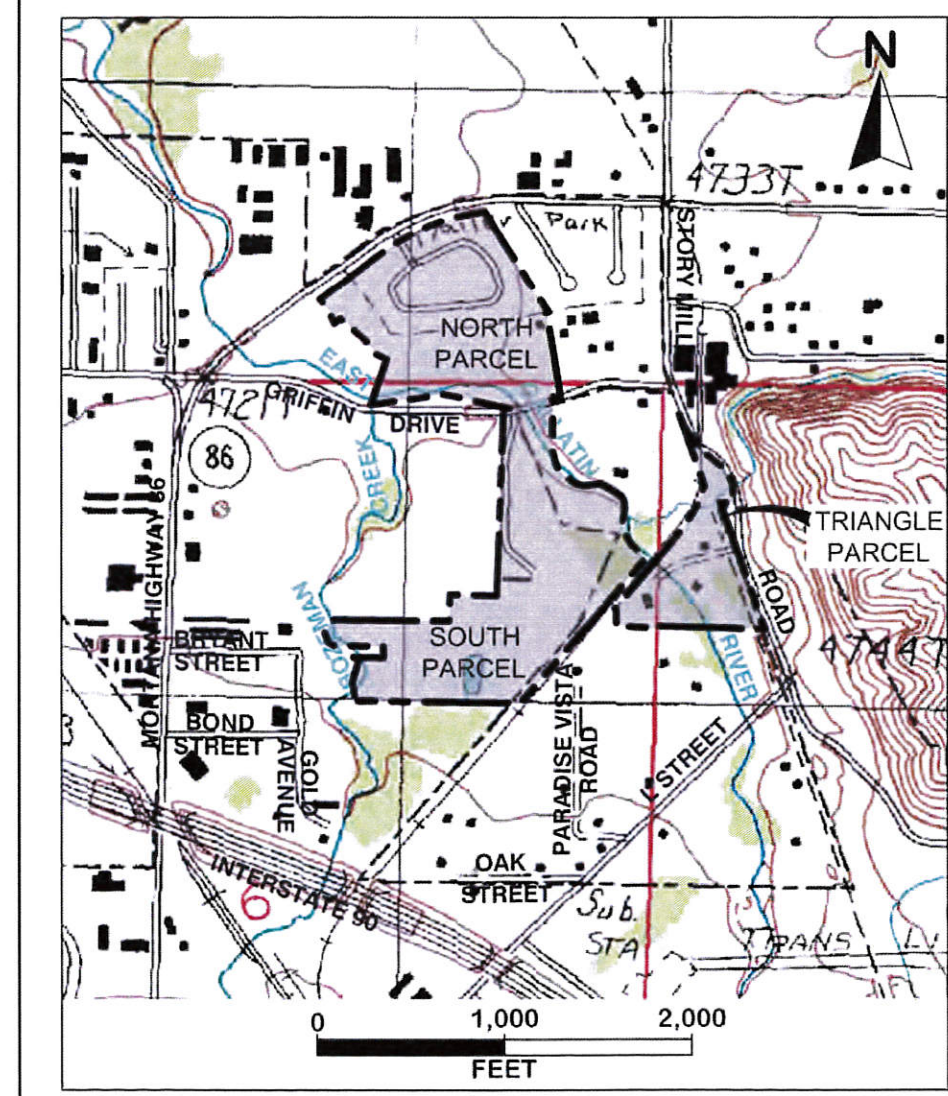 N
4733T
Park
STORY MILL
NORTH
PARCEL
EAST
GALLATIN
GRIFFIN
DRIVE
86
CREEK
TRIANGLE
PARCEL
MONTANA HIGHWAY 86
ROAD
BOZEMAN
BRYANT
STREET
SOUTH
PARCEL
RIVER
4744T
BOND
STREET
GOLD
AVENUE
PARADISE VISTA
ROAD
STREET
INTERSTATE 90
6
OAK
STREET
Sub.
STA
TRANS
0
1,000
2,000
FEET